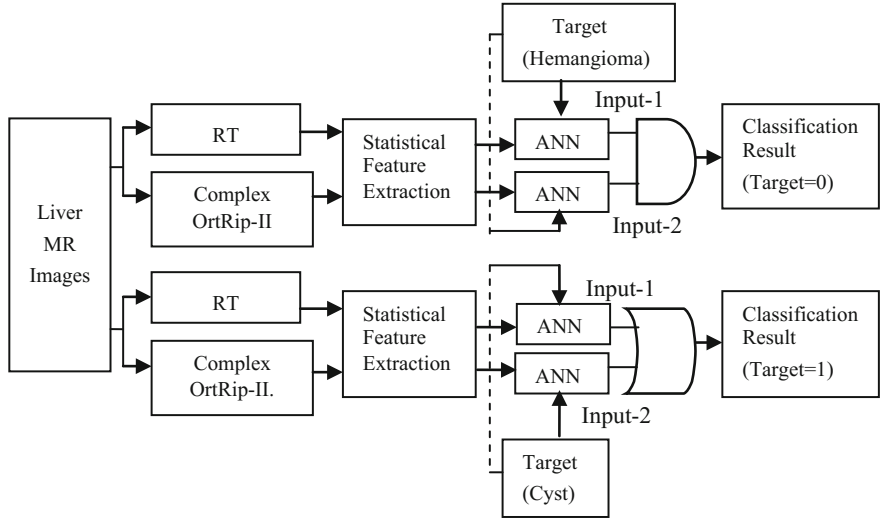 Target
(Hemangioma)
Input-1
RT
Statistical
Feature
Extraction
ANN
ANN
Classification
Result
(Target=0)
Complex
OrtRip-II
Input-2
Liver
MR
Images
RT
Statistical
Feature
Extraction
Input-1
ANN
ANN
Classification
Result
(Target=1)
Complex
OrtRip-II.
Input-2
Target
(Cyst)